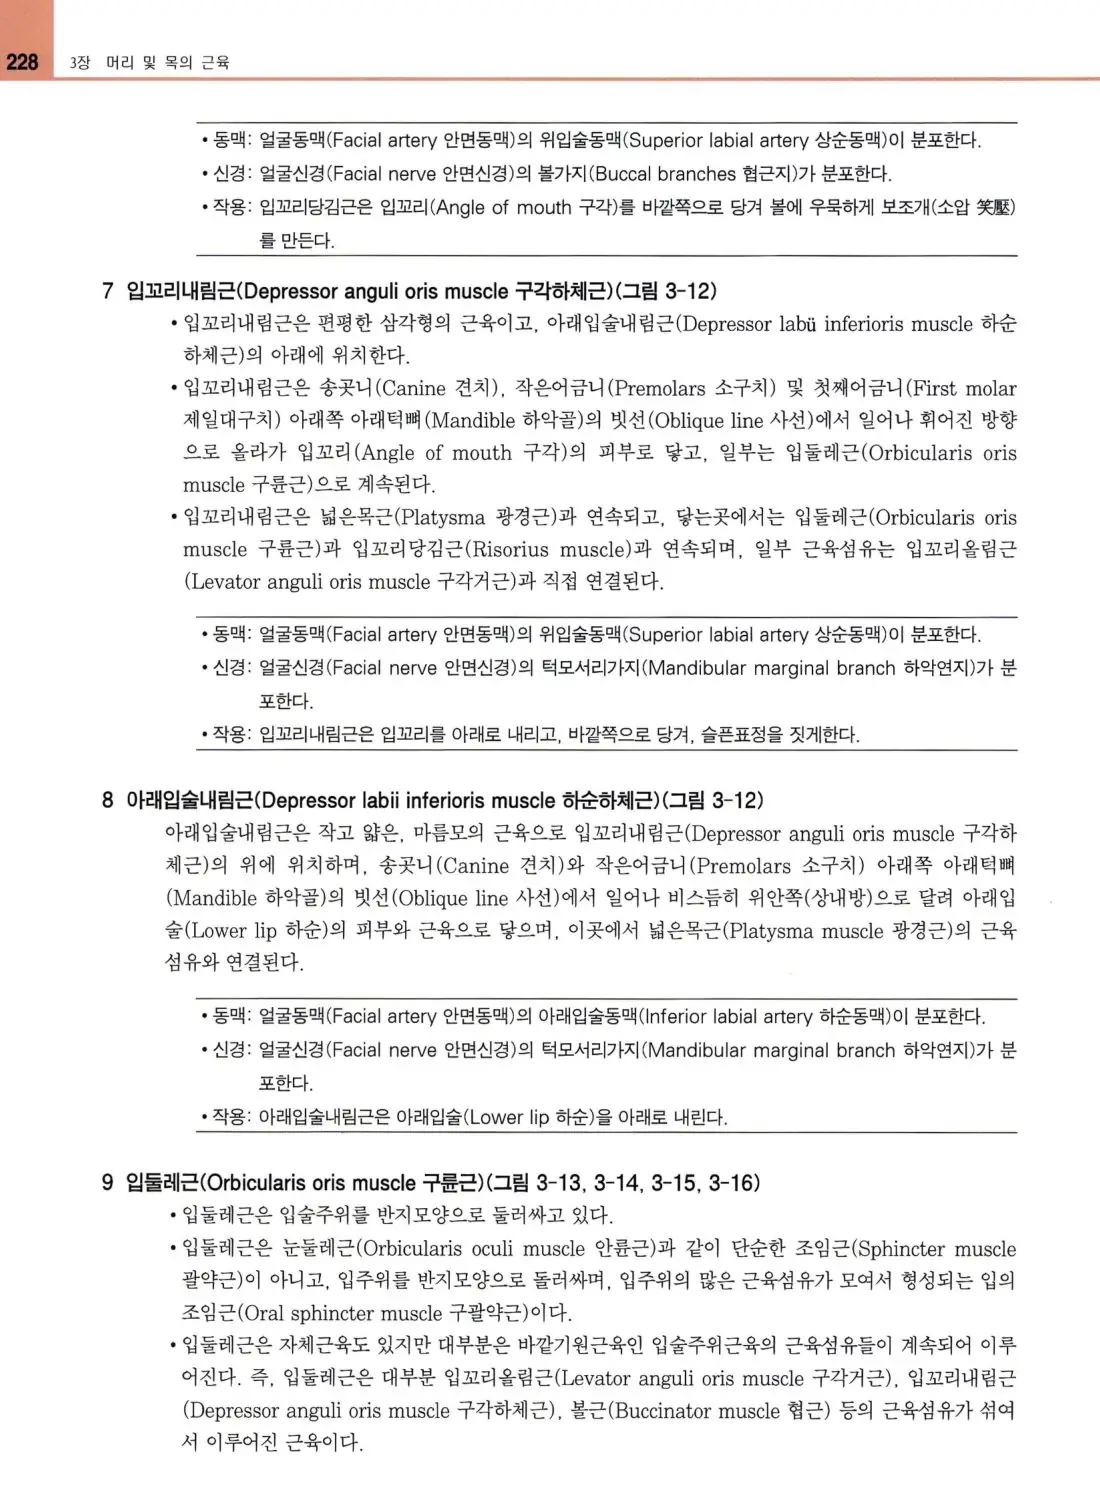 228 3장 머리 및 목의 근육
• 동맥: 얼굴동맥(Facial artery 안면동맥)의 위입술동맥(Superior labial artery 상순동맥)이 분포한다.
• 신경: 얼굴신경(Facial nerve 안면신경)의 볼가지(Buccal branches 협근지)가 분포한다.
• 작용: 입꼬리당김근은 입꼬리(Angle of mouth 구각)를 바깥쪽으로 당겨 볼에 우묵하게 보조개(소압 笑壓)
를 만든다.
7 입꼬리내림근(Depressor anguli oris muscle 구각하체근)(그림 3-12)
• 입꼬리내림근은 편평한 삼각형의 근육이고, 아래입술내림근(Depressor labü inferioris muscle 하순
하체근)의 아래에 위치한다.
• 입꼬리내림근은 송곳니(Canine 견치), 작은어금니(Premolars 소구치) 및 첫째어금니(First molar
제일대구치) 아래쪽 아래턱뼈(Mandible 하악골)의 빗선(Oblique line 사선)에서 일어나 휘어진 방향
으로 올라가 입꼬리(Angle of mouth 구각)의 피부로 닿고, 일부는 입둘레근(Orbicularis oris
muscle 구륜근)으로 계속된다.
• 입꼬리내림근은 넓은목근(Platysma 광경근)과 연속되고, 닿는곳에서는 입둘레근(Orbicularis oris
muscle 구륜근)과 입꼬리당김근(Risorius muscle)과 연속되며, 일부 근육섬유는 입꼬리올림근
(Levator anguli oris muscle 구각거근)과 직접 연결된다.
• 동맥: 얼굴동맥(Facial artery 안면동맥)의 위입술동맥(Superior labial artery 상순동맥)이 분포한다.
• 신경: 얼굴신경(Facial nerve 안면신경)의 턱모서리가지(Mandibular marginal branch 하악연지)가 분
포한다.
• 작용: 입꼬리내림근은 입꼬리를 아래로 내리고, 바깥쪽으로 당겨, 슬픈표정을 짓게한다.
8 아래입술내림근(Depressor labii inferioris muscle 하순하체근)(그림 3-12)
아래입술내림근은 작고 얇은, 마름모의 근육으로 입꼬리내림근(Depressor anguli oris muscle 구각하
체근)의 위에 위치하며, 송곳니(Canine 견치)와 작은어금니(Premolars 소구치) 아래쪽 아래턱뼈
(Mandible 하악골)의 빗선(Oblique line 사선)에서 일어나 비스듬히 위안쪽(상내방)으로 달려 아래입
술(Lower lip 하순)의 피부와 근육으로 닿으며, 이곳에서 넓은목근(Platysma muscle 광경근)의 근육
섬유와 연결된다.
• 동맥: 얼굴동맥(Facial artery 안면동맥)의 아래입술동맥(Inferior labial artery 하순동맥)이 분포한다.
• 신경: 얼굴신경(Facial nerve 안면신경)의 턱모서리가지(Mandibular marginal branch 하악연지)가 분
포한다.
• 작용: 아래입술내림근은 아래입술(Lower lip 하순)을 아래로 내린다.
9 입둘레근(Orbicularis oris muscle 구륜근)(그림 3-13, 3-14, 3-15, 3-16)
• 입둘레근은 입술주위를 반지모양으로 둘러싸고 있다.
• 입둘레근은 눈둘레근(Orbicularis oculi muscle 안륜근)과 같이 단순한 조임근(Sphincter muscle
괄약근)이 아니고, 입주위를 반지모양으로 돌러싸며, 입주위의 많은 근육섬유가 모여서 형성되는 입의
조임근(Oral sphincter muscle 구괄약근)이다.
• 입둘레근은 자체근육도 있지만 대부분은 바깥기원근육인 입술주위근육의 근육섬유들이 계속되어 이루
어진다. 즉, 입둘레근은 대부분 입꼬리올림근(Levator anguli oris muscle 구각거근), 입꼬리내림근
(Depressor anguli oris muscle 구각하체근), 볼근(Buccinator muscle 협근) 등의 근육섬유가 섞여
서 이루어진 근육이다.